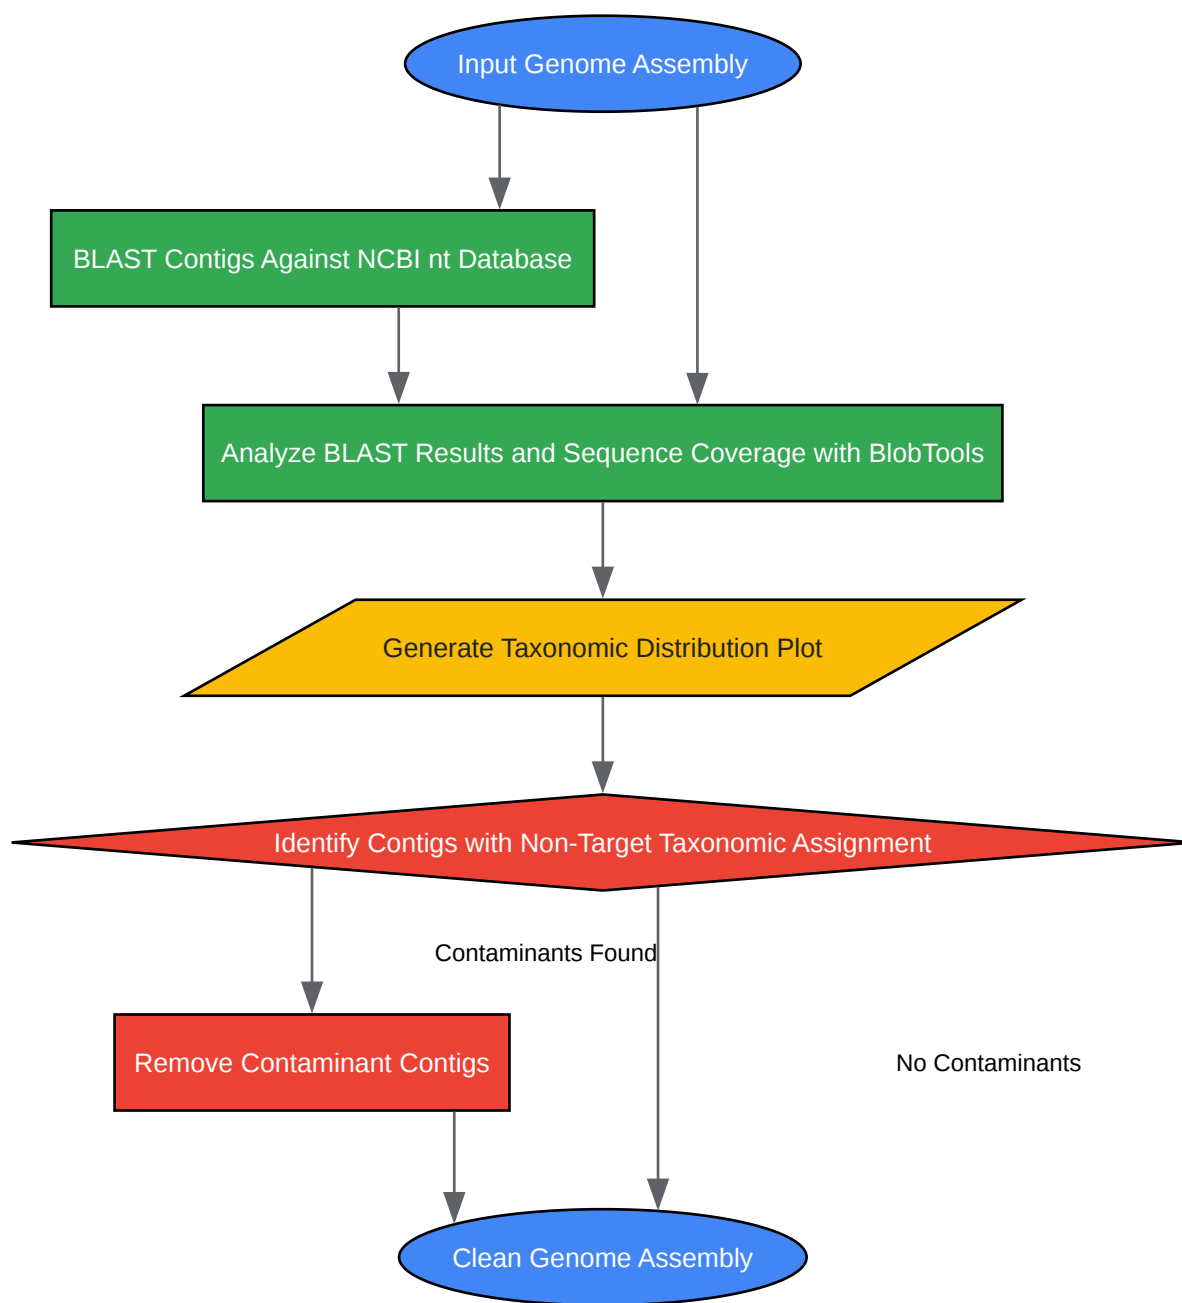 Input Genome Assembly
BLAST Contigs Against NCBI nt Database
Analyze BLAST Results and Sequence Coverage with BlobTools
Generate Taxonomic Distribution Plot
Identify Contigs with Non-Target Taxonomic Assignment
Contaminants Found
Remove Contaminant Contigs
No Contaminants
Clean Genome Assembly